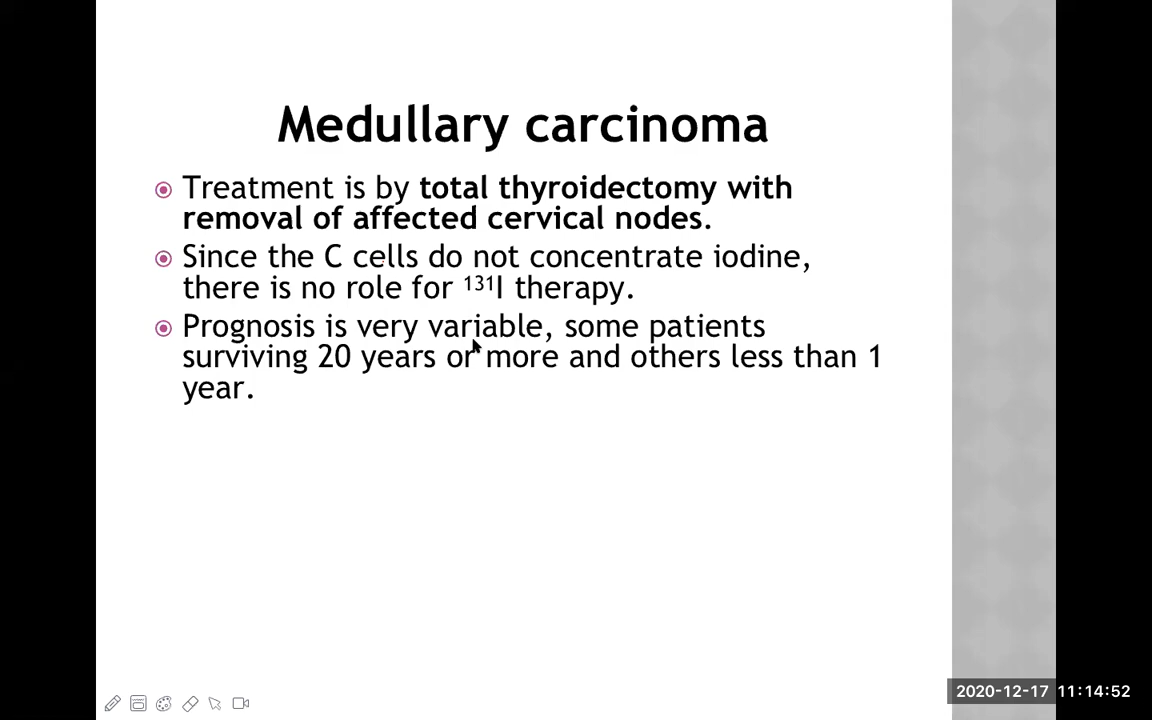 Medullary carcinoma
Treatment is by total thyroidectomy with
removal of affected cervical nodes.
Since the C cells do not concentrate iodine,
there is no role for ¹³¹I therapy.
Prognosis is very variable, some patients
surviving 20 years or more and others less than 1
year.
2020-12-17 11:14:52